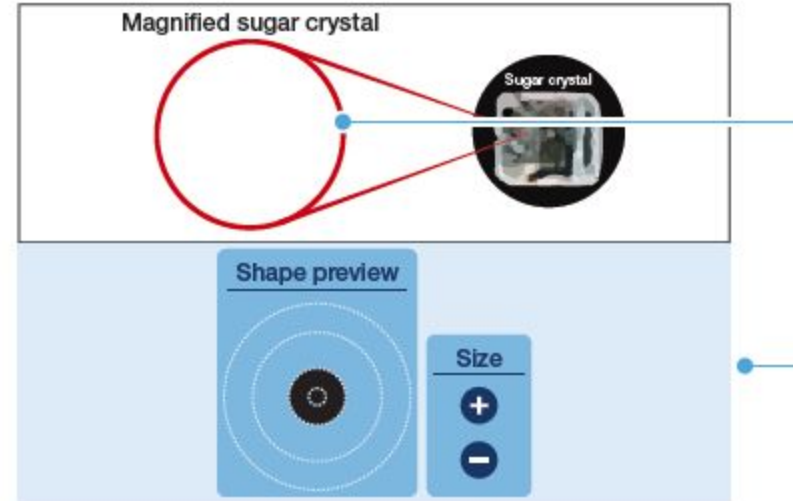 Magnified sugar crystal
Sugar crystal
Shape preview
Size
+
−